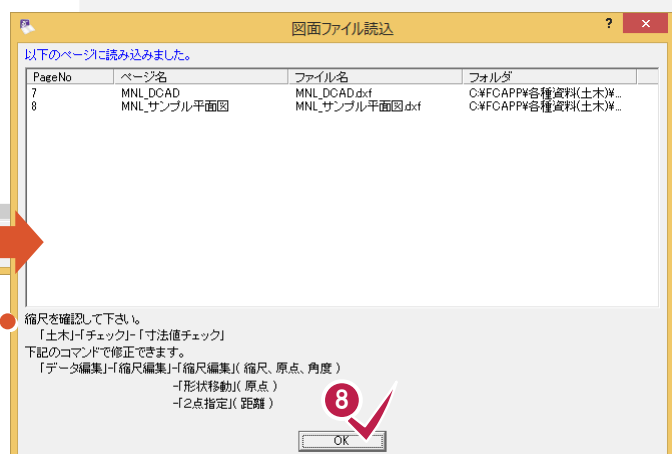 図面ファイル読込
? ×
以下のページに読み込みました。
PageNo ページ名 ファイル名 フォルダ
7 MNL_DCAD MNL_DCAD.dxf C:¥FCAPP¥各種資料(土木)¥...
8 MNL_サンプル平面図 MNL_サンプル平面図.dxf C:¥FCAPP¥各種資料(土木)¥...
縮尺を確認して下さい。
「土木」-「チェック」-「寸法値チェック」
下記のコマンドで修正できます。
「データ編集」-「縮尺編集」-「縮尺編集」( 縮尺、原点、角度 )
-「形状移動」( 原点 )
-「2点指定」( 距離 )
8
OK